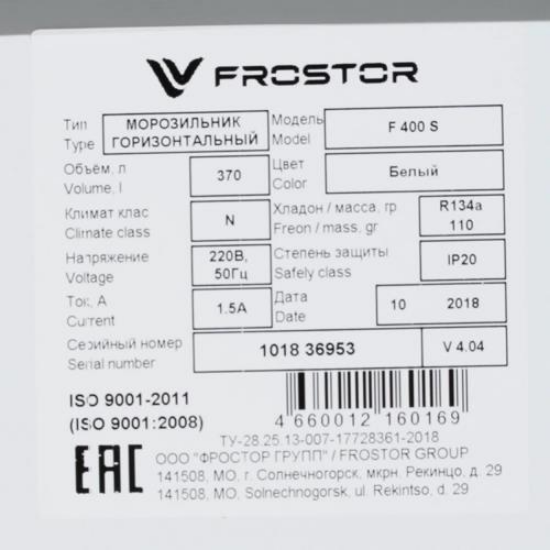 FROSTOR
Тип МОРОЗИЛЬНИК Модель F 400 S
Type ГОРИЗОНТАЛЬНЫЙ Model
Объём, л 370 Цвет Белый
Volume, l Color
Климат клас N Хладон / масса, гр R134a
Climate class Freon / mass, gr 110
Напряжение 220В, Степень защиты IP20
Voltage 50Гц Safely class
Ток, А 1.5А Дата 10 2018
Current Date
Серийный номер 1018 36953 V 4.04
Serial number
ISO 9001-2011
(ISO 9001:2008)
4 660012 160169
ТУ-28.25.13-007-17728361-2018
EAC
ООО "ФРОСТОР ГРУПП" / FROSTOR GROUP
141508, МО, г. Солнечногорск, мкрн. Рекинцо, д. 29
141508, MO, Solnechnogorsk, ul. Rekintso, d. 29